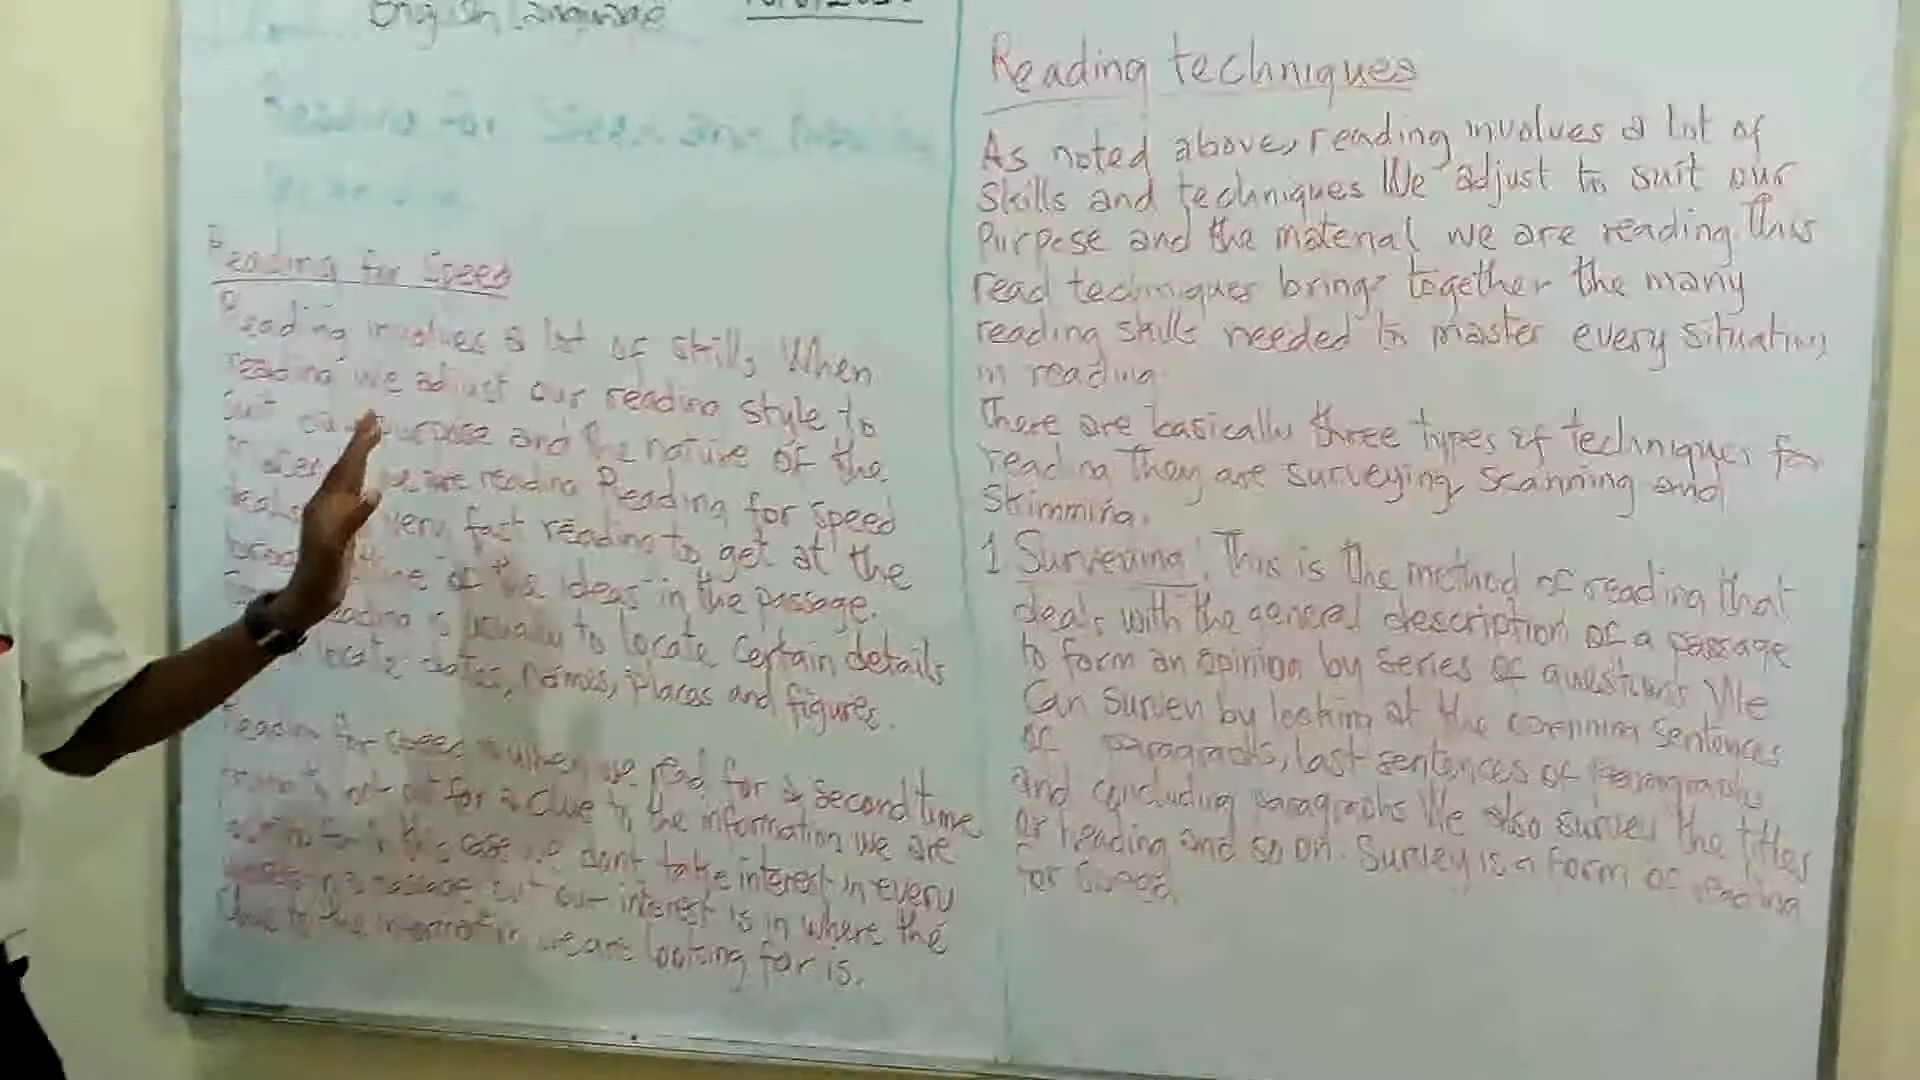 English Language
Reading for Speed and
Reading for Speed
Reading involves a lot of skills When
reading we adjust our reading style to
suit our purpose and the nature of the
we are reading Reading for speed
deals very fast reading to get at the
of the ideas in the passage.
reading is usually to locate certain details
locate dates, names, places and figures.
Reading for speed is when we read for a second time
not for a clue to the information we are
in this case we dont take interest in every
passage but our interest is in where the
clue to the information we are looking for is.
Reading techniques
As noted above, reading involves a lot of
skills and techniques We adjust to suit our
Purpose and the material we are reading. This
read techniques brings together the many
reading skills needed to master every situation
in reading.
There are basically three types of techniques for
reading They are surveying, scanning and
Skimming.
1 Surveying: This is the method of reading that
deals with the general description of a passage
to form an opinion by series of questions We
can survey by looking at the opening sentences
of paragraphs, last sentences of paragraphs
and concluding paragraphs We also survey the titles
or heading and so on. Survey is a form of reading
for speed.